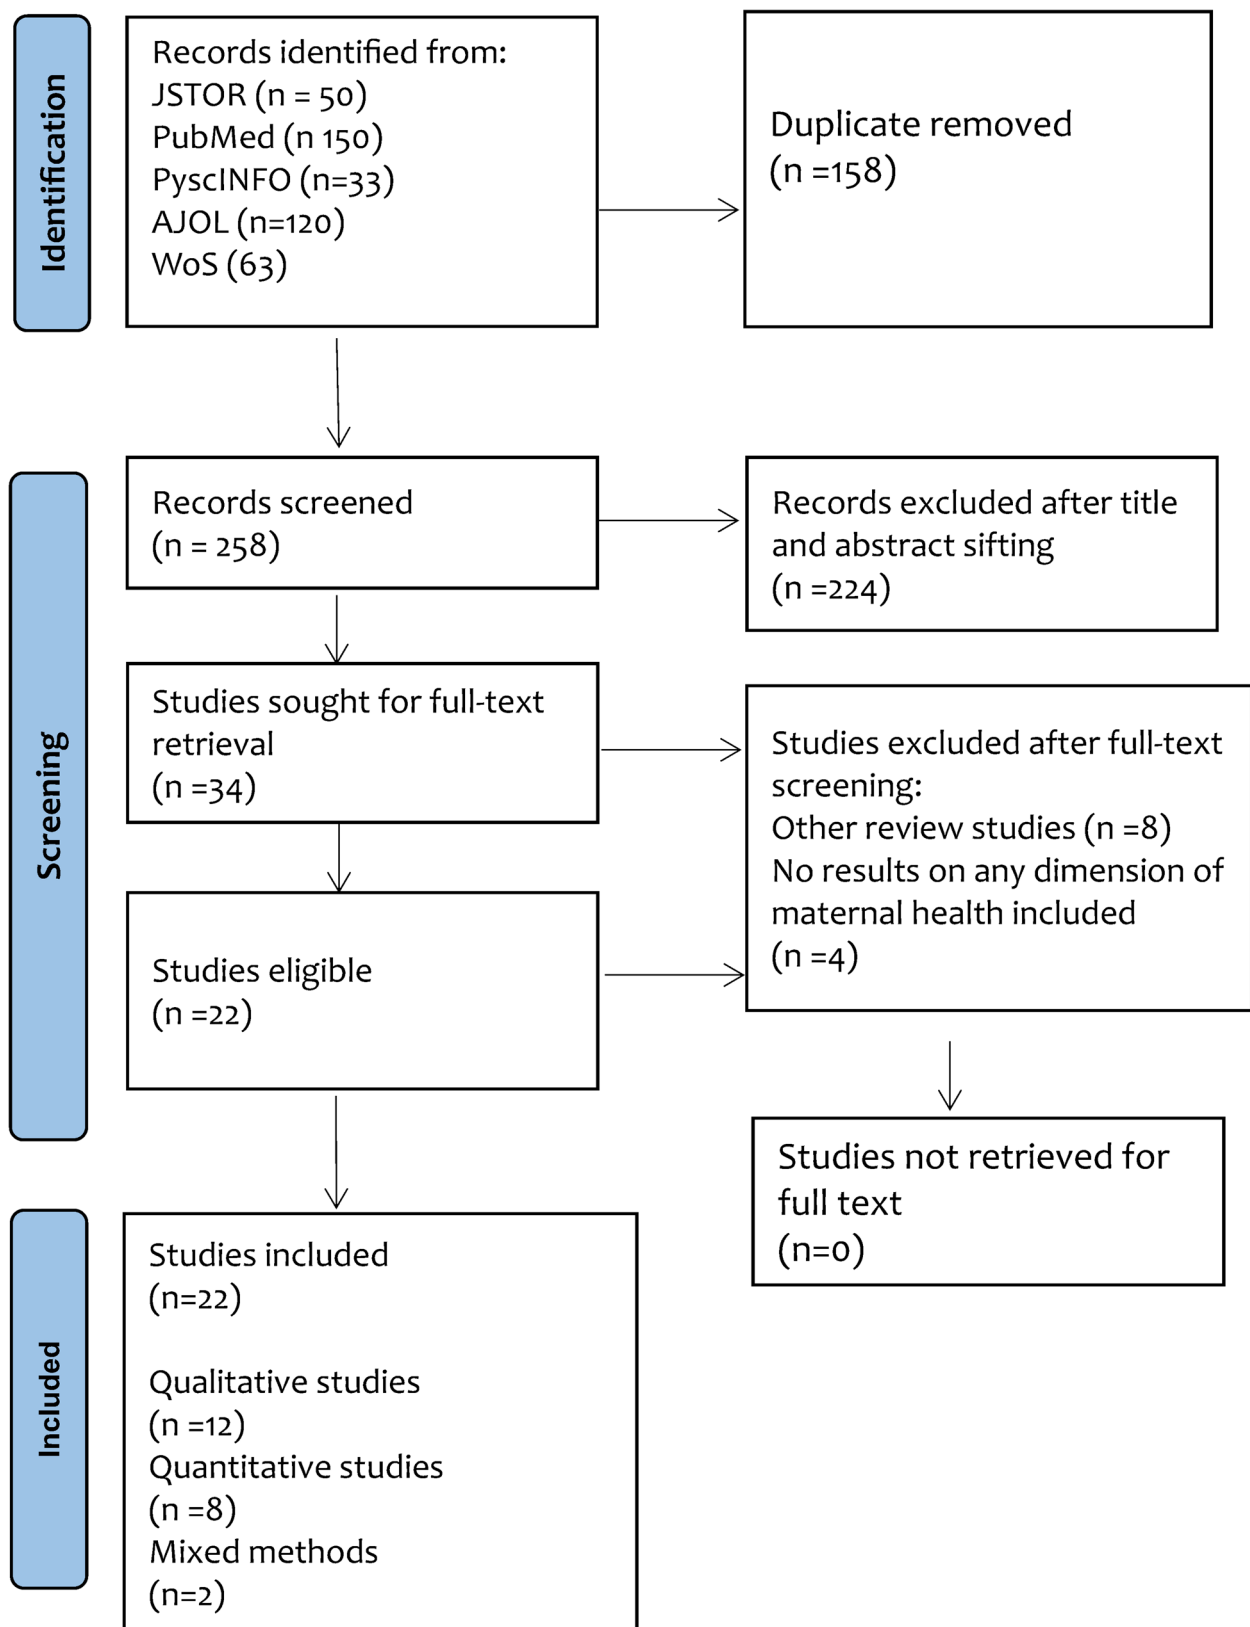 Identification
Records identified from:
JSTOR (n = 50)
PubMed (n 150)
PyscINFO (n=33)
AJOL (n=120)
WoS (63)
Duplicate removed
(n =158)
Screening
Records screened
(n = 258)
Records excluded after title
and abstract sifting
(n =224)
Studies sought for full-text
retrieval
(n =34)
Studies excluded after full-text
screening:
Other review studies (n =8)
No results on any dimension of
maternal health included
(n =4)
Studies eligible
(n =22)
Studies not retrieved for
full text
(n=0)
Included
Studies included
(n=22)
Qualitative studies
(n =12)
Quantitative studies
(n =8)
Mixed methods
(n=2)